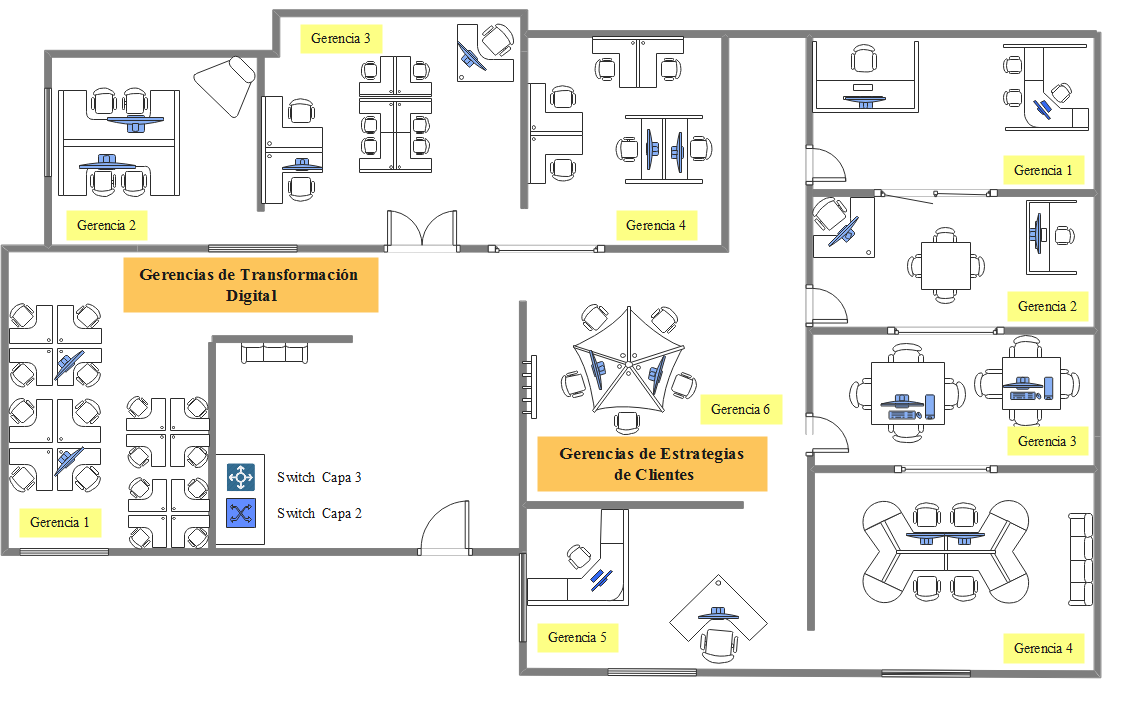 Gerencia 3
Gerencia 2
Gerencia 4
Gerencia 1
Gerencias de Transformación
Digital
Gerencia 2
Gerencia 6
Gerencia 3
Gerencias de Estrategias
de Clientes
Switch Capa 3
Switch Capa 2
Gerencia 1
Gerencia 5
Gerencia 4